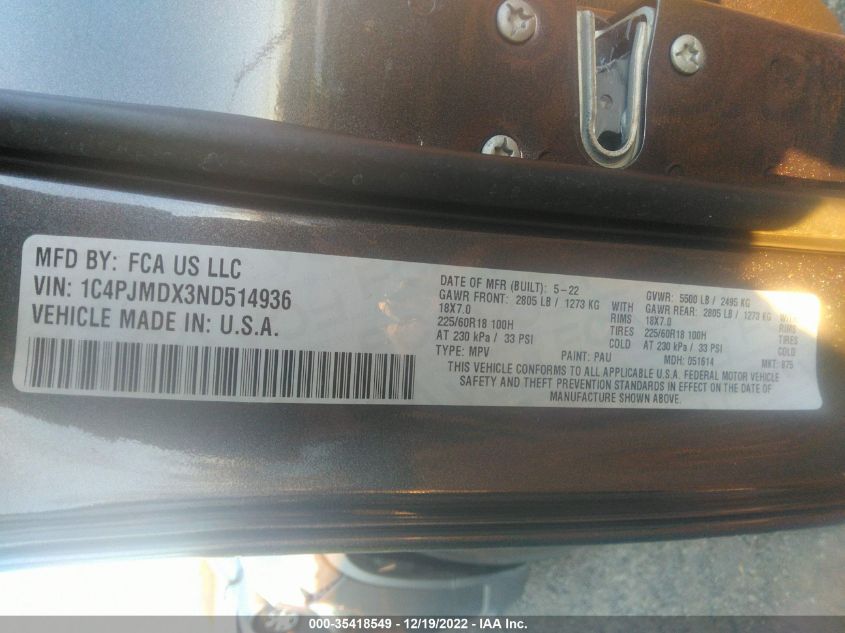 MFD BY: FCA US LLC
VIN: 1C4PJMDX3ND514936
VEHICLE MADE IN: U.S.A.
DATE OF MFR (BUILT): 5-22
GAWR FRONT: 2805 LB / 1273 KG WITH
18X7.0 RIMS
225/60R18 100H TIRES
AT 230 kPa / 33 PSI COLD
GVWR: 5500 LB / 2495 KG
GAWR REAR: 2805 LB / 1273 KG WITH
18X7.0 RIMS
225/60R18 100H TIRES
AT 230 kPa / 33 PSI COLD
TYPE: MPV PAINT: PAU MDH: 051614 MKT: 875
THIS VEHICLE CONFORMS TO ALL APPLICABLE U.S.A. FEDERAL MOTOR VEHICLE
SAFETY AND THEFT PREVENTION STANDARDS IN EFFECT ON THE DATE OF
MANUFACTURE SHOWN ABOVE.
000-35418549 - 12/19/2022 - IAA Inc.